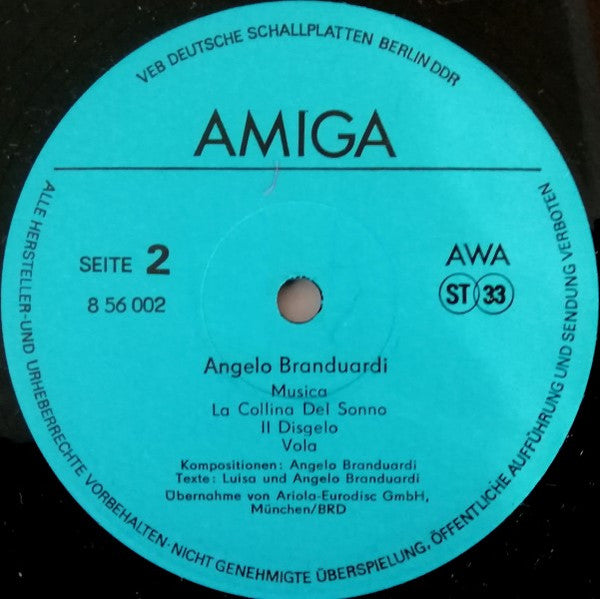 VEB DEUTSCHE SCHALLPLATTEN BERLIN DDR
AMIGA
SEITE 2
8 56 002
AWA
ST 33
Angelo Branduardi
Musica
La Collina Del Sonno
Il Disgelo
Vola
Kompositionen: Angelo Branduardi
Texte: Luisa und Angelo Branduardi
Übernahme von Ariola-Eurodisc GmbH,
München/BRD
ALLE HERSTELLER-UND URHEBERRECHTE VORBEHALTEN·NICHT GENEHMIGTE ÜBERSPIELUNG, ÖFFENTLICHE AUFFÜHRUNG UND SENDUNG VERBOTEN